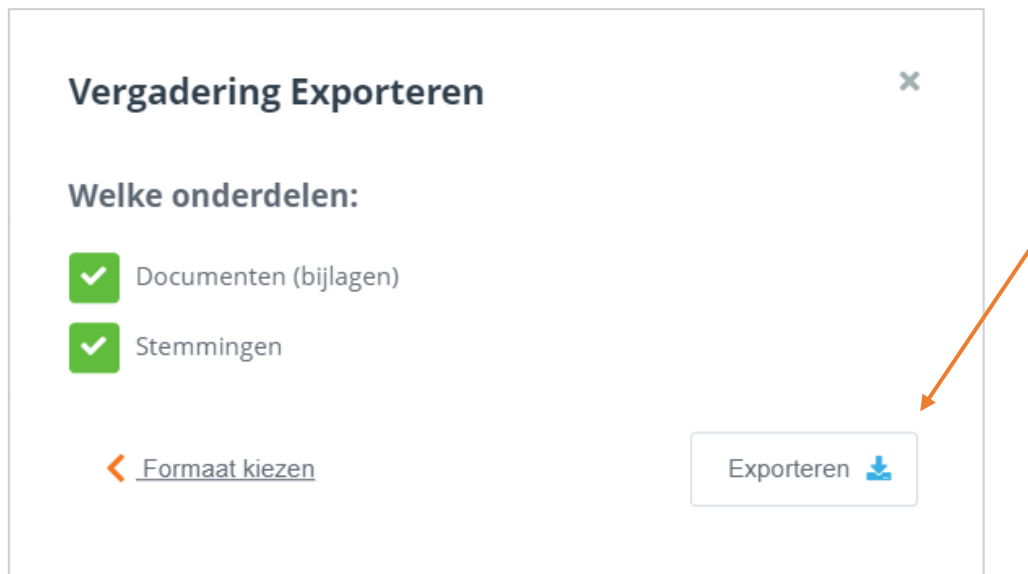 Vergadering Exporteren
Welke onderdelen:
Documenten (bijlagen)
Stemmingen
Formaat kiezen
Exporteren